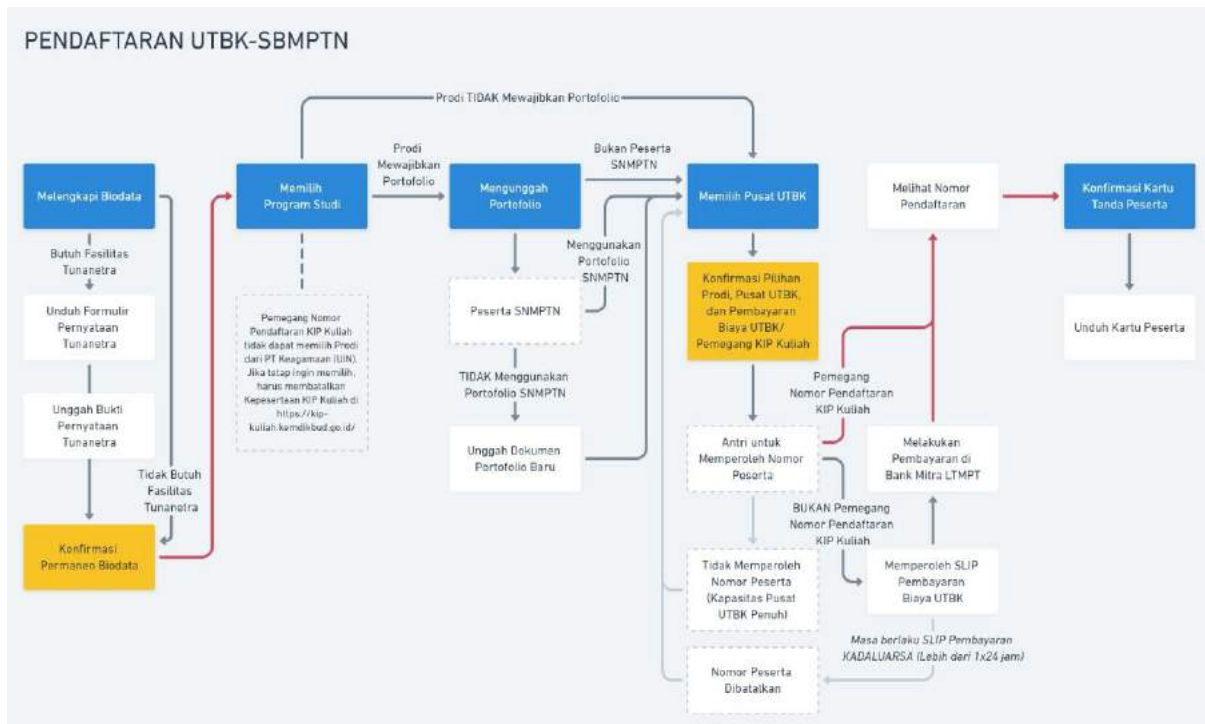 PENDAFTARAN UTBK-SBMPTN
Prodi TIDAK Mewajibkan Portofolio
Melengkapi Biodata
Butuh Fasilitas
Tunanetra
Unduh Formulir
Pernyataan
Tunanetra
Unggah Bukti
Pernyataan
Tunanetra
Tidak Butuh
Fasilitas
Tunanetra
Konfirmasi
Permanen Biodata
Memilih
Program Studi
Pemegang Nomor
Pendaftaran KIP Kuliah
tidak dapat memilih Prodi
dari PT Keagamaan (UIN).
Jika tetap ingin memilih,
harus membatalkan
Kepesertaan KIP Kuliah di
https://kip-
kuliah.kemdikbud.go.id/
Prodi
Mewajibkan
Portofolio
Mengunggah
Portofolio
Peserta SNMPTN
TIDAK Menggunakan
Portofolio SNMPTN
Unggah Dokumen
Portofolio Baru
Bukan Peserta
SNMPTN
Menggunakan
Portofolio
SNMPTN
Memilih Pusat UTBK
Konfirmasi Pilihan
Prodi, Pusat UTBK,
dan Pembayaran
Biaya UTBK/
Pemegang KIP Kuliah
Antri untuk
Memperoleh Nomor
Peserta
Tidak Memperoleh
Nomor Peserta
(Kapasitas Pusat
UTBK Penuh)
Nomor Peserta
Dibatalkan
Pemegang
Nomor Pendaftaran
KIP Kuliah
BUKAN Pemegang
Nomor Pendaftaran
KIP Kuliah
Melihat Nomor
Pendaftaran
Melakukan
Pembayaran di
Bank Mitra LTMPT
Memperoleh SLIP
Pembayaran
Biaya UTBK
Masa berlaku SLIP Pembayaran
KADALUARSA (Lebih dari 1x24 jam)
Konfirmasi Kartu
Tanda Peserta
Unduh Kartu Peserta